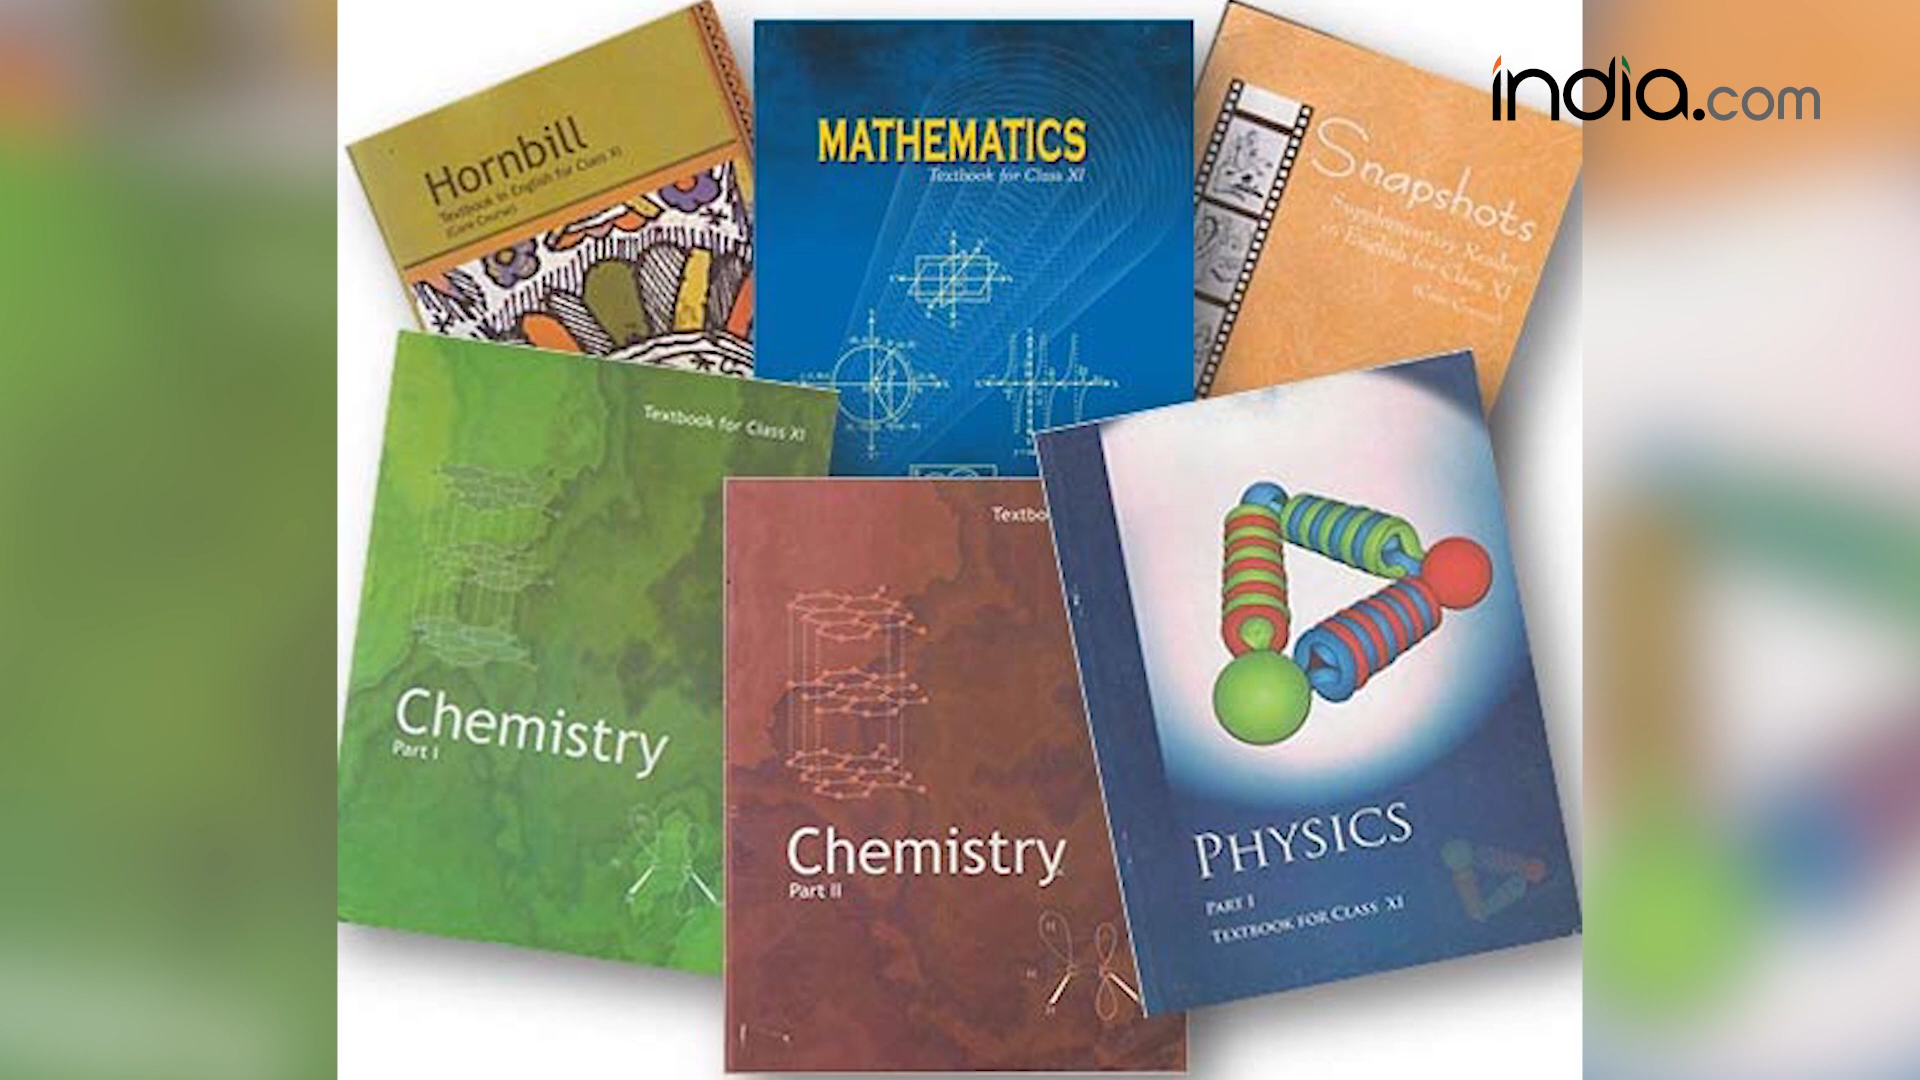 india.com
Hornbill
Textbook in English for Class XI
(Core Course)
MATHEMATICS
Textbook for Class XI
Snapshots
Supplementary Reader
in English for Class XI
(Core Course)
Textbook for Class XI
Chemistry
Part I
Textbo
Chemistry
Part II
PHYSICS
PART I
TEXTBOOK FOR CLASS XI